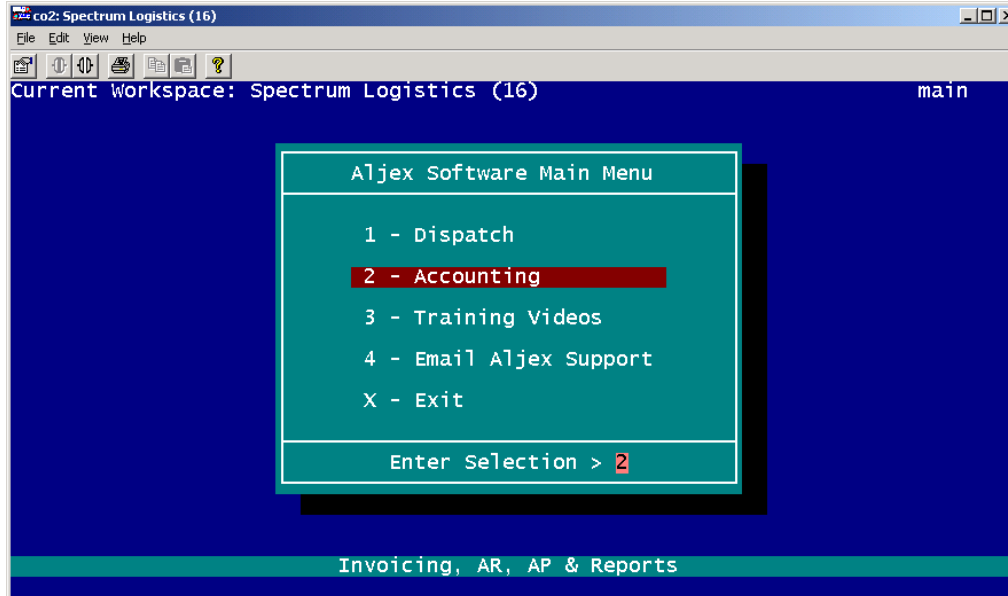 co2: Spectrum Logistics (16)
File Edit View Help
Current Workspace: Spectrum Logistics (16) main
Aljex Software Main Menu
1 - Dispatch
2 - Accounting
3 - Training Videos
4 - Email Aljex Support
X - Exit
Enter Selection > 2
Invoicing, AR, AP & Reports